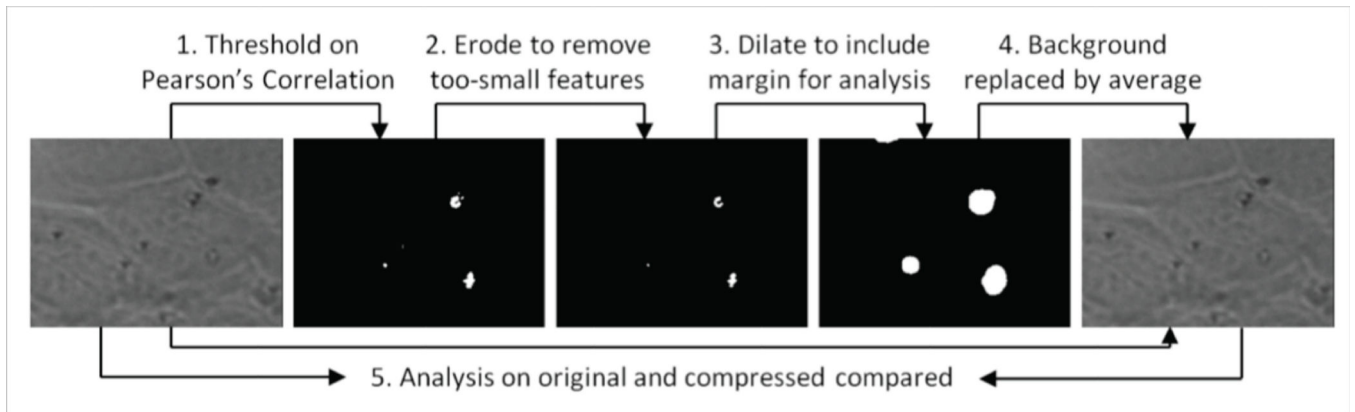 1. Threshold on
Pearson's Correlation
2. Erode to remove
too-small features
3. Dilate to include
margin for analysis
4. Background
replaced by average
5. Analysis on original and compressed compared